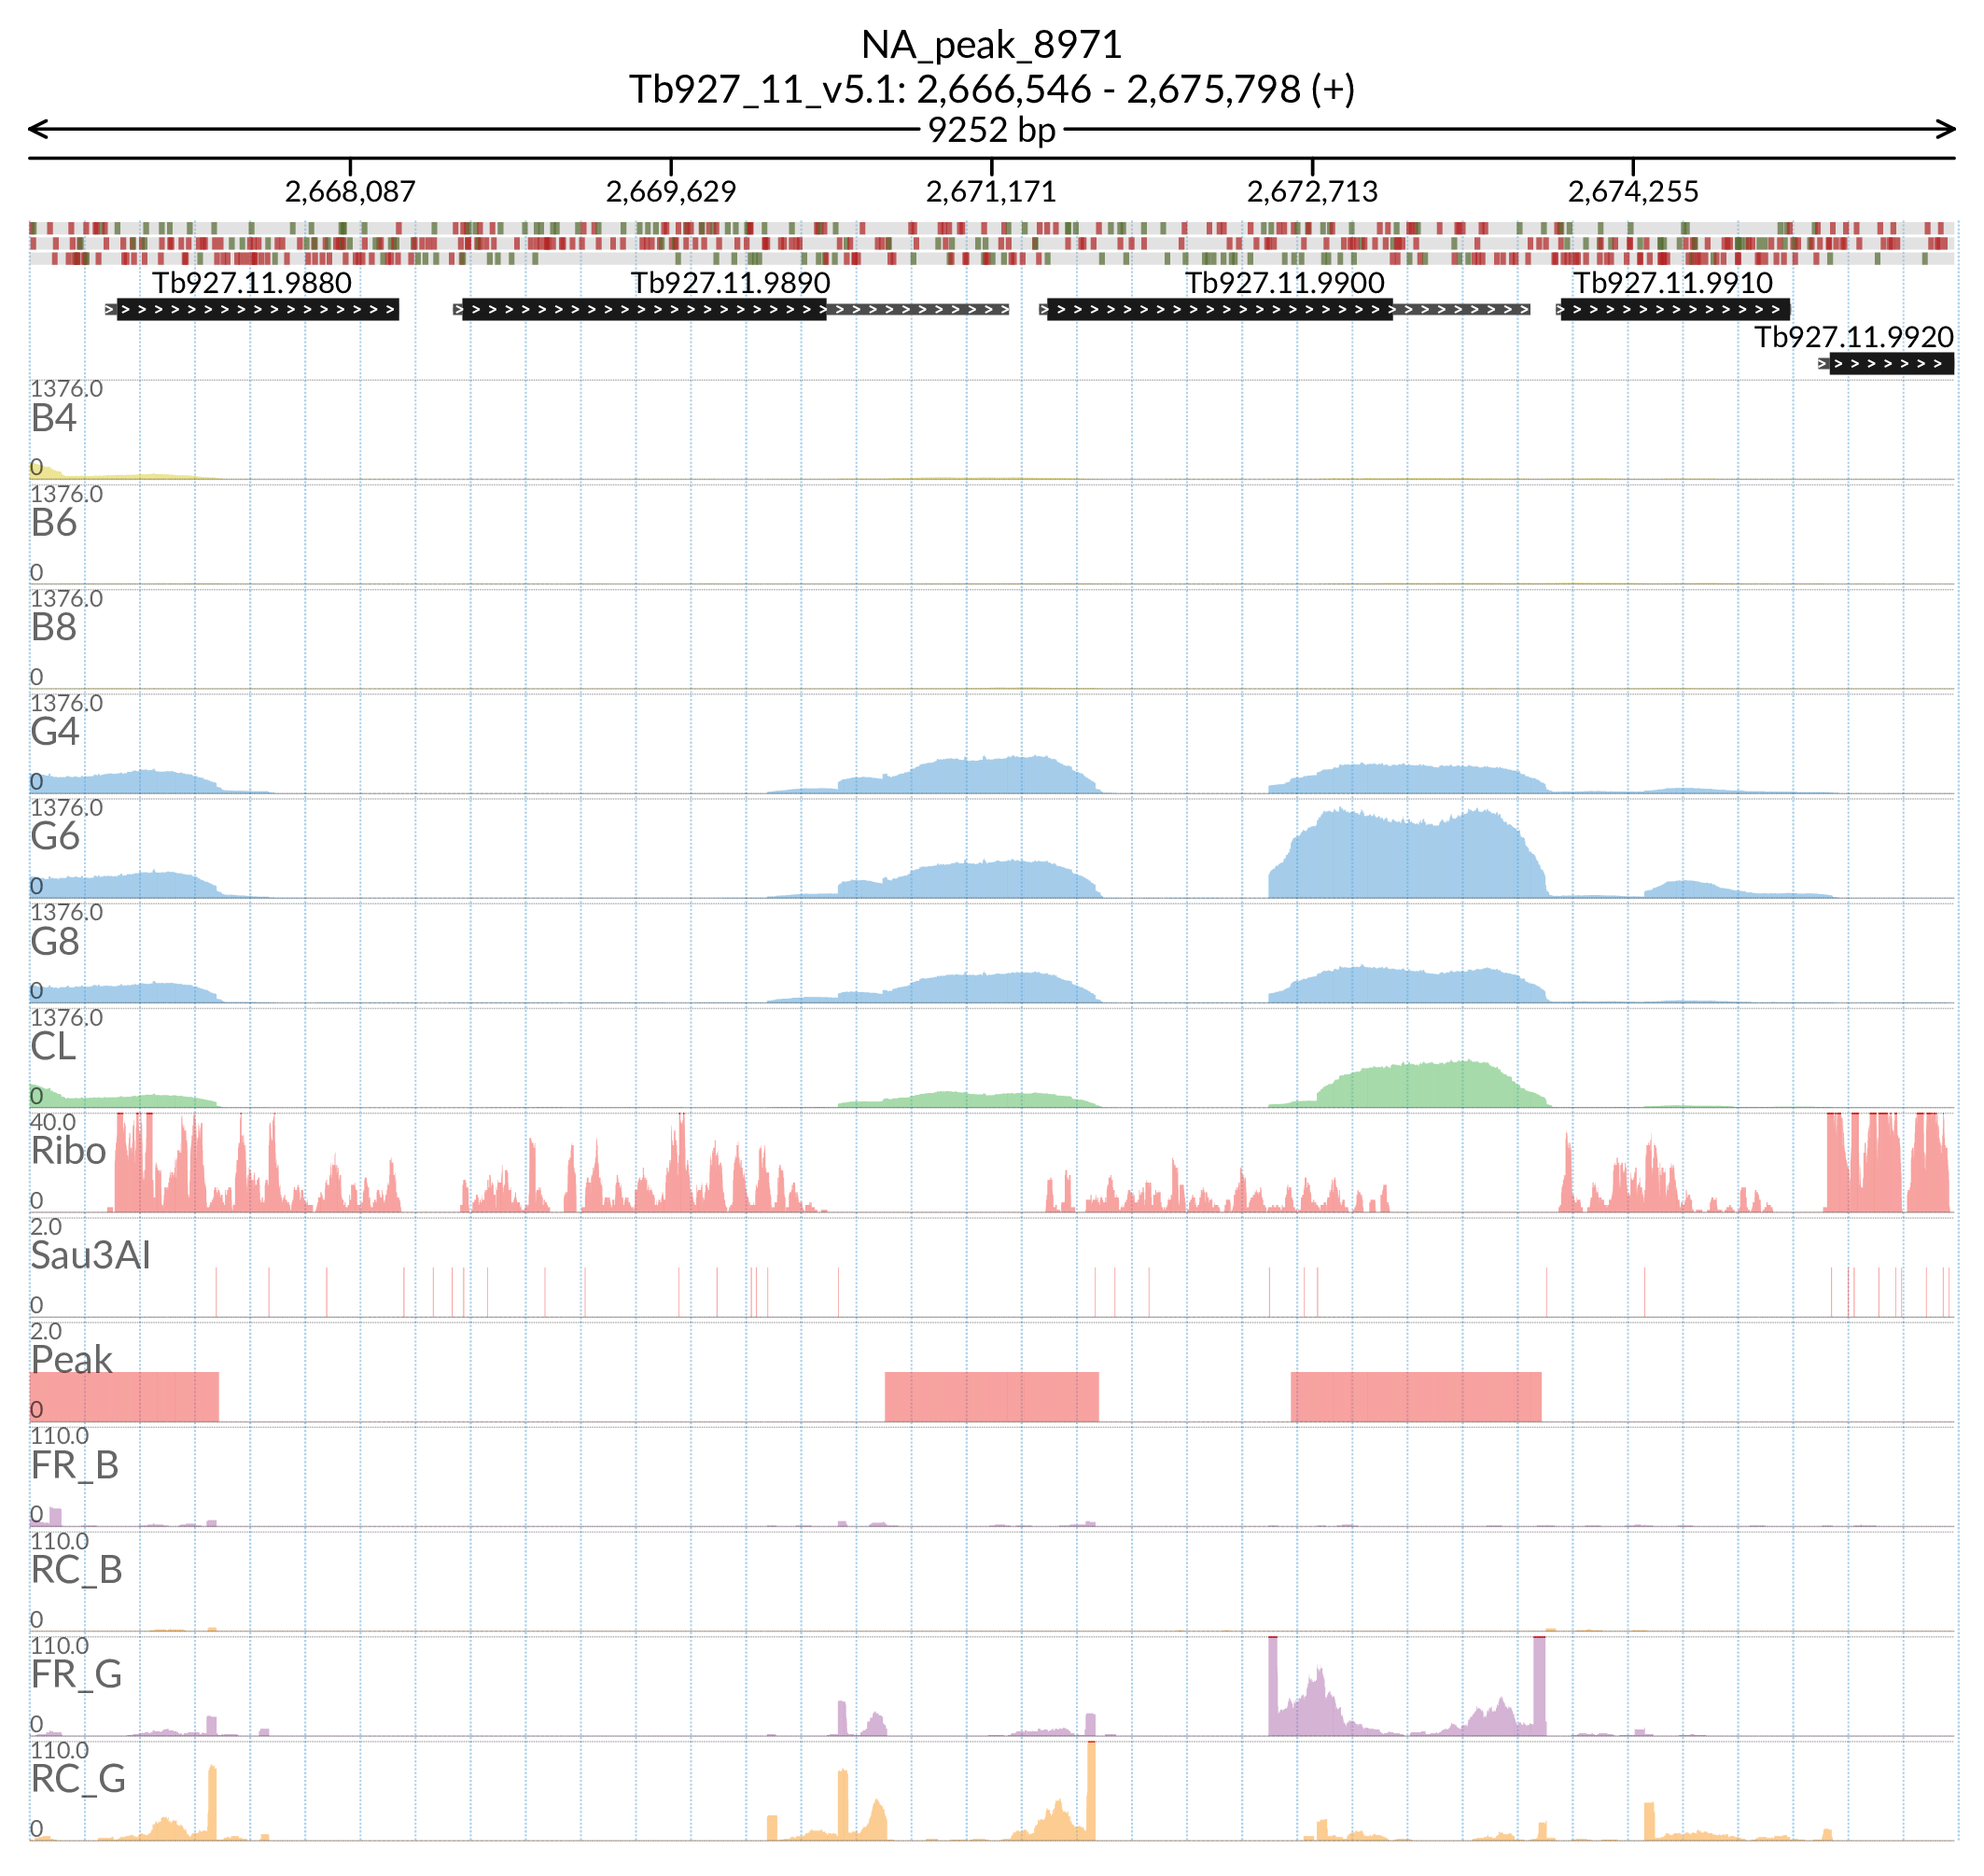 NA_peak_8971
Tb927_11_v5.1: 2,666,546 - 2,675,798 (+)
9252 bp
2,668,087 2,669,629 2,671,171 2,672,713 2,674,255
Tb927.11.9880 Tb927.11.9890 Tb927.11.9900 Tb927.11.9910
Tb927.11.9920
1376.0
B4
0
1376.0
B6
0
1376.0
B8
0
1376.0
G4
0
1376.0
G6
0
1376.0
G8
0
1376.0
CL
0
40.0
Ribo
0
2.0
Sau3AI
0
2.0
Peak
0
110.0
FR_B
0
110.0
RC_B
0
110.0
FR_G
0
110.0
RC_G
0